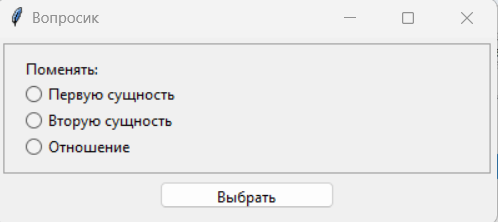 Вопросик
Поменять:
Первую сущность
Вторую сущность
Отношение
Выбрать